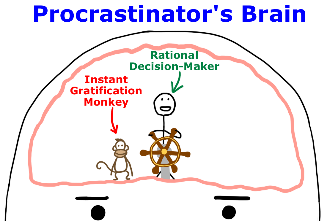 Procrastinator's Brain
Rational
Decision-Maker
Instant
Gratification
Monkey